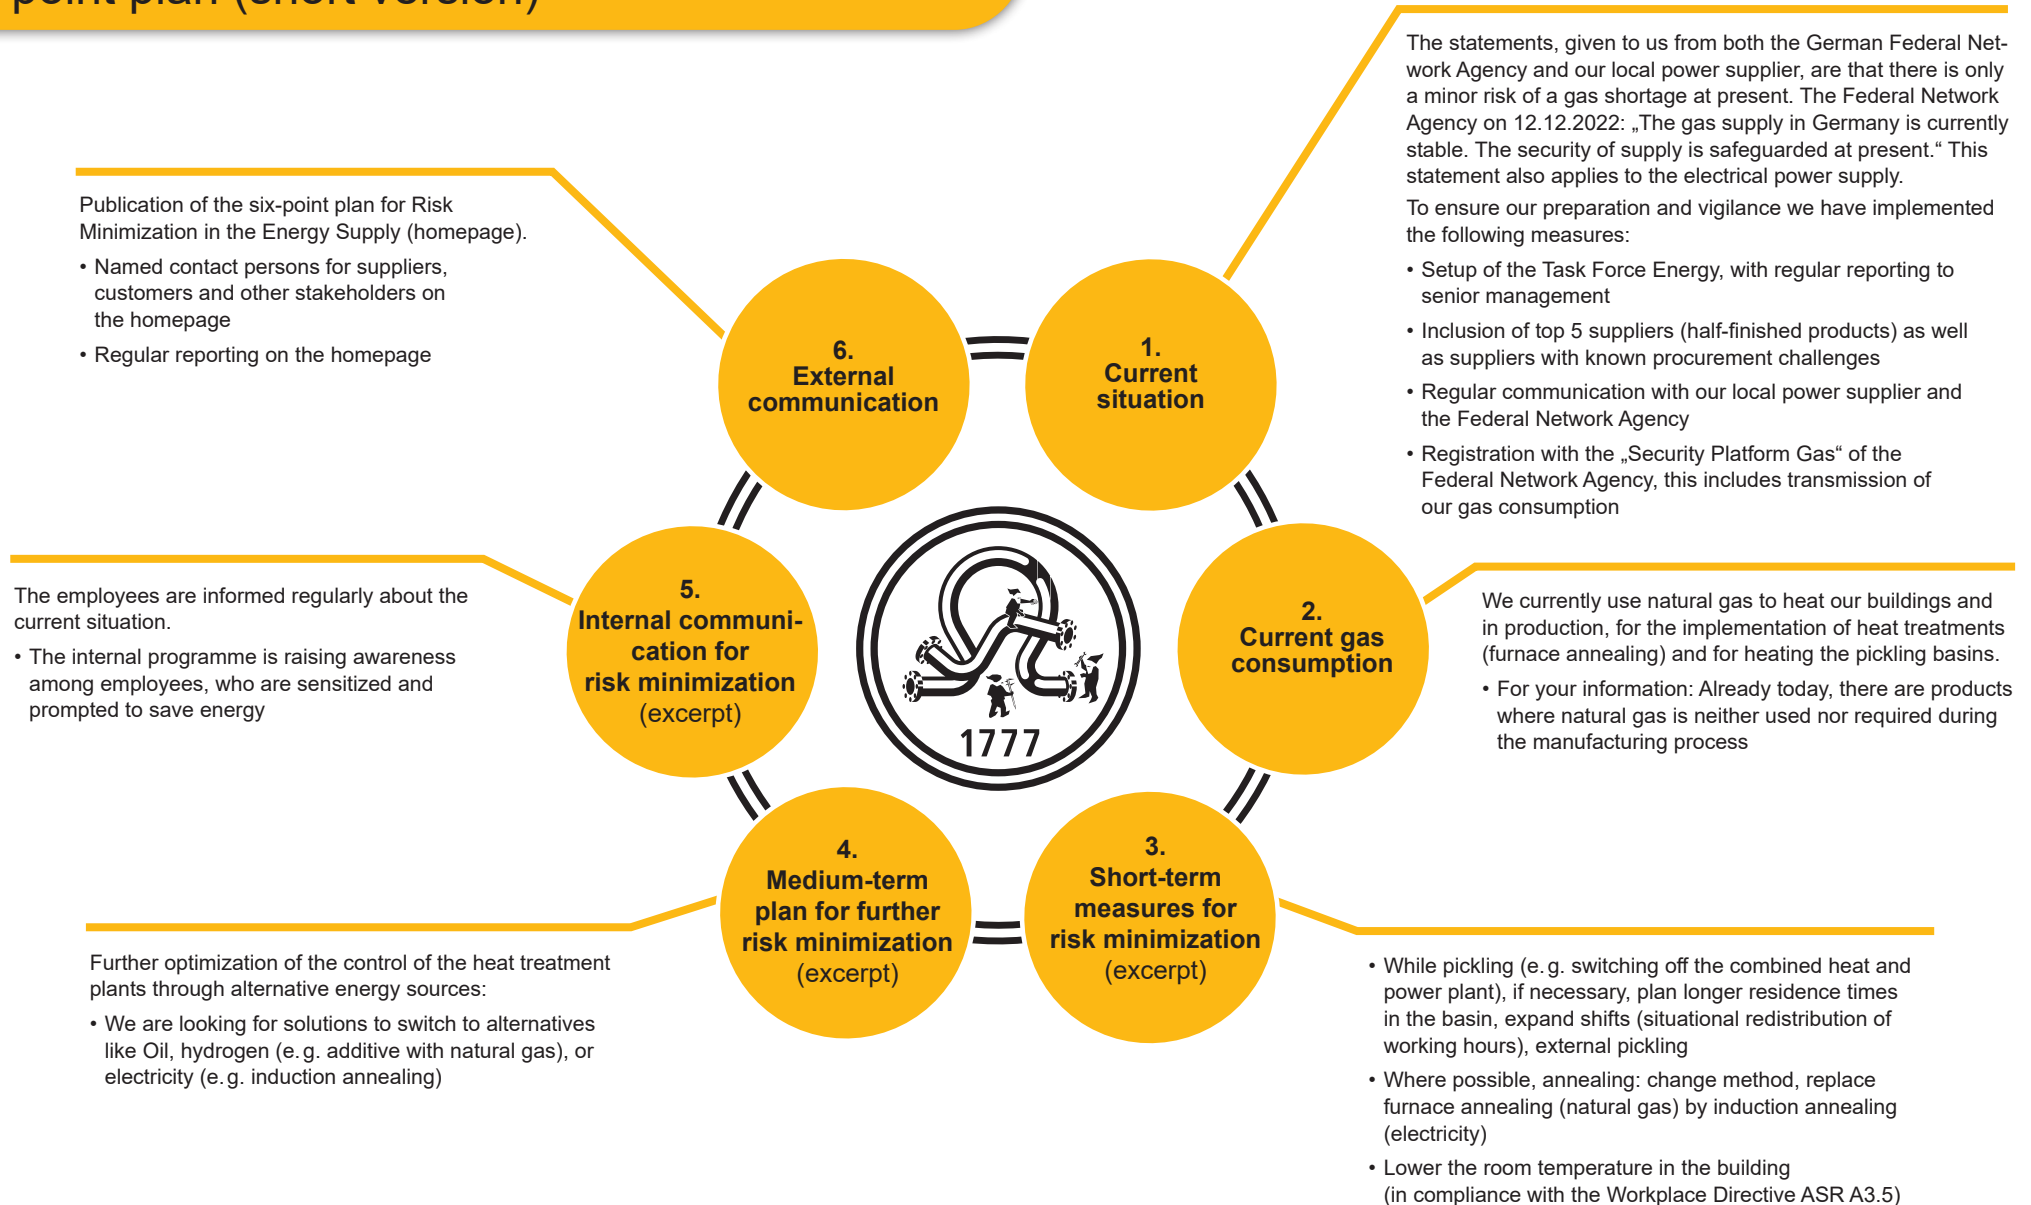 point plan (short version)
The statements, given to us from both the German Federal Net-
work Agency and our local power supplier, are that there is only
a minor risk of a gas shortage at present. The Federal Network
Agency on 12.12.2022: „The gas supply in Germany is currently
stable. The security of supply is safeguarded at present.“ This
statement also applies to the electrical power supply.
To ensure our preparation and vigilance we have implemented
the following measures:
• Setup of the Task Force Energy, with regular reporting to
senior management
• Inclusion of top 5 suppliers (half-finished products) as well
as suppliers with known procurement challenges
• Regular communication with our local power supplier and
the Federal Network Agency
• Registration with the „Security Platform Gas“ of the
Federal Network Agency, this includes transmission of
our gas consumption
Publication of the six-point plan for Risk
Minimization in the Energy Supply (homepage).
• Named contact persons for suppliers,
customers and other stakeholders on
the homepage
• Regular reporting on the homepage
6.
External
communication
1.
Current
situation
The employees are informed regularly about the
current situation.
• The internal programme is raising awareness
among employees, who are sensitized and
prompted to save energy
5.
Internal communi-
cation for
risk minimization
(excerpt)
1777
2.
Current gas
consumption
We currently use natural gas to heat our buildings and
in production, for the implementation of heat treatments
(furnace annealing) and for heating the pickling basins.
• For your information: Already today, there are products
where natural gas is neither used nor required during
the manufacturing process
4.
Medium-term
plan for further
risk minimization
(excerpt)
3.
Short-term
measures for
risk minimization
(excerpt)
Further optimization of the control of the heat treatment
plants through alternative energy sources:
• We are looking for solutions to switch to alternatives
like Oil, hydrogen (e. g. additive with natural gas), or
electricity (e. g. induction annealing)
• While pickling (e. g. switching off the combined heat and
power plant), if necessary, plan longer residence times
in the basin, expand shifts (situational redistribution of
working hours), external pickling
• Where possible, annealing: change method, replace
furnace annealing (natural gas) by induction annealing
(electricity)
• Lower the room temperature in the building
(in compliance with the Workplace Directive ASR A3.5)